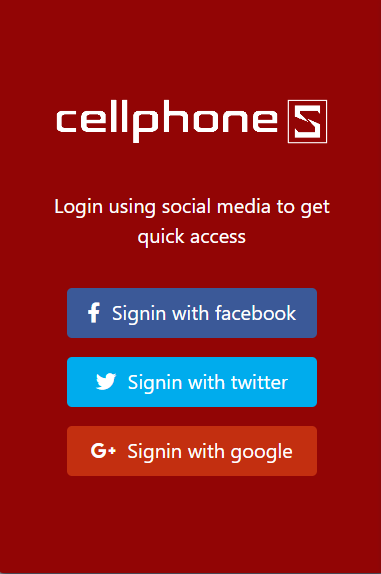 cellphone S
Login using social media to get
quick access
f Signin with facebook
Signin with twitter
G+ Signin with google